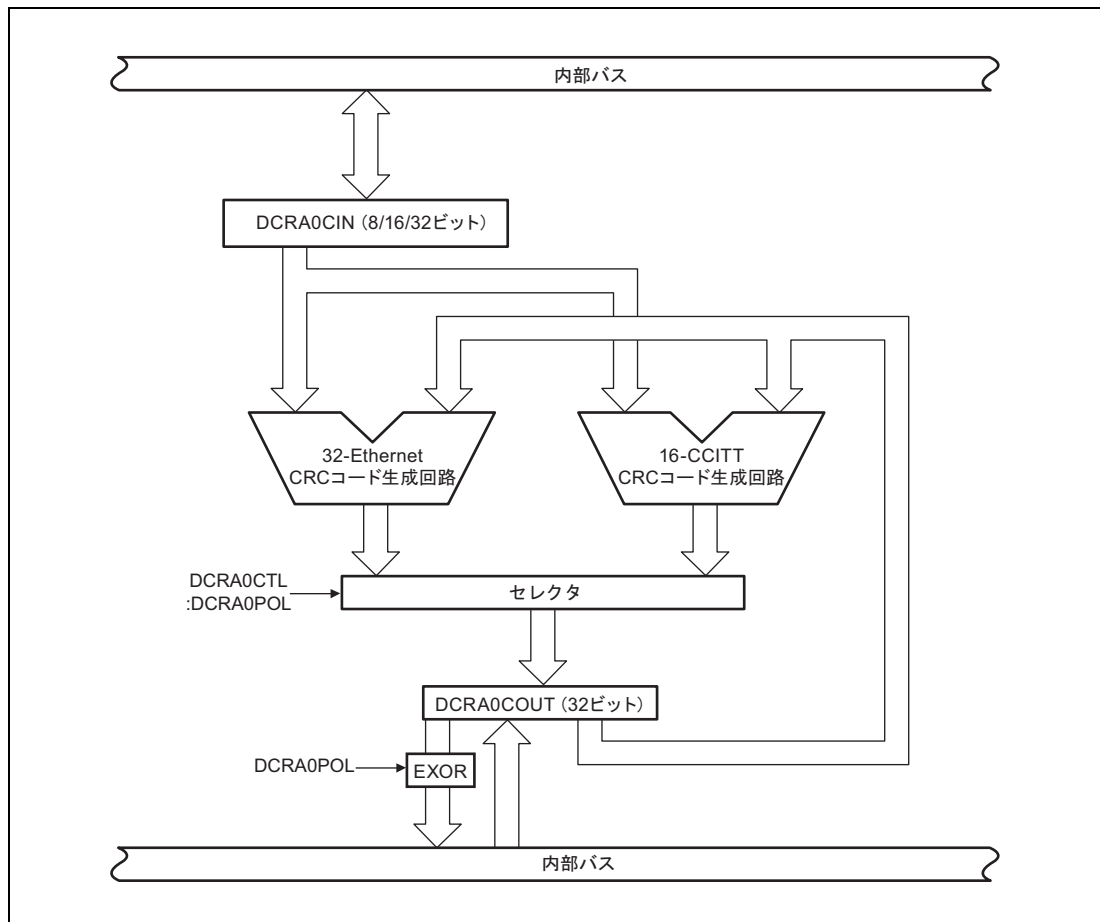 内部バス
DCRA0CIN (8/16/32ビット)
32-Ethernet
CRCコード生成回路
16-CCITT
CRCコード生成回路
DCRA0CTL
:DCRA0POL
セレクタ
DCRA0COUT (32ビット)
DCRA0POL
EXOR
内部バス